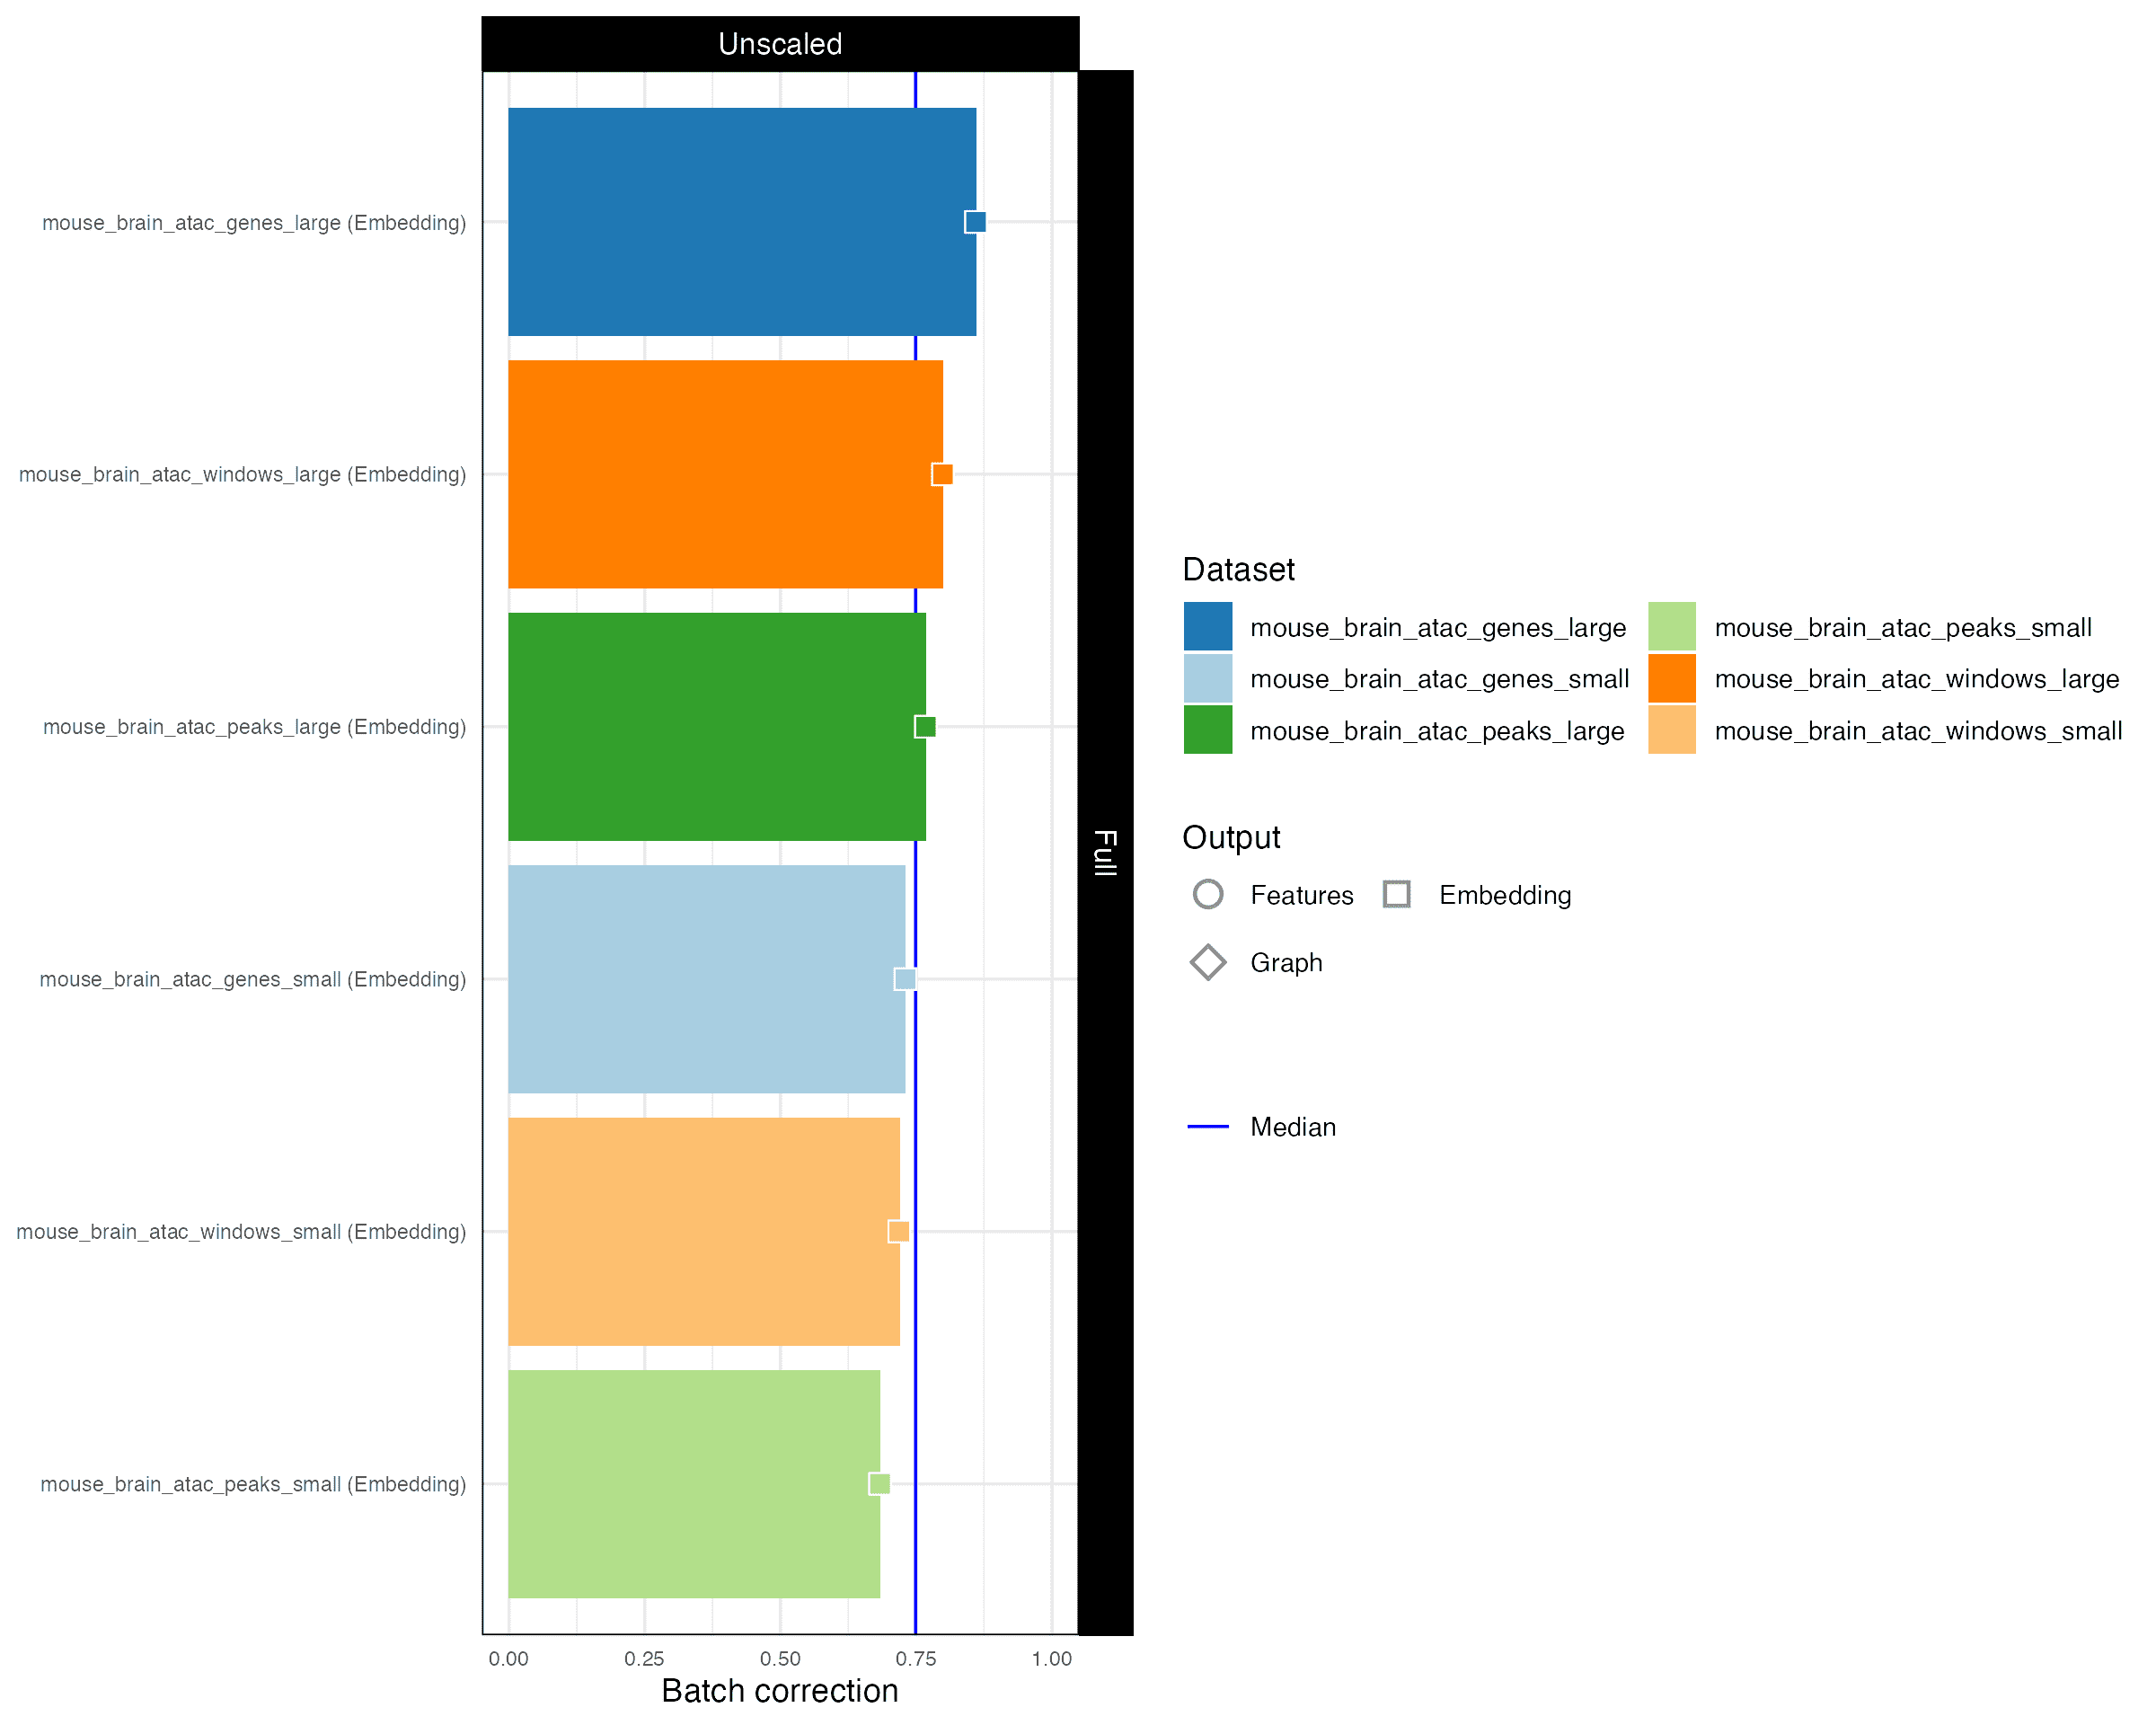 Unscaled
mouse_brain_atac_genes_large (Embedding)
mouse_brain_atac_windows_large (Embedding)
mouse_brain_atac_peaks_large (Embedding)
mouse_brain_atac_genes_small (Embedding)
mouse_brain_atac_windows_small (Embedding)
mouse_brain_atac_peaks_small (Embedding)
0.00 0.25 0.50 0.75 1.00
Batch correction
Full
Dataset
mouse_brain_atac_genes_large mouse_brain_atac_peaks_small
mouse_brain_atac_genes_small mouse_brain_atac_windows_large
mouse_brain_atac_peaks_large mouse_brain_atac_windows_small
Output
Features Embedding
Graph
Median